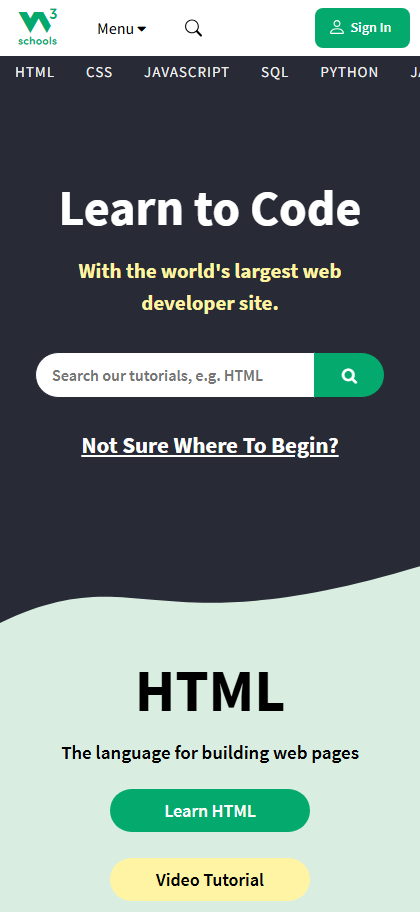 W3
schools
Menu
Sign In
HTML CSS JAVASCRIPT SQL PYTHON
Learn to Code
With the world's largest web
developer site.
Search our tutorials, e.g. HTML
Not Sure Where To Begin?
HTML
The language for building web pages
Learn HTML
Video Tutorial